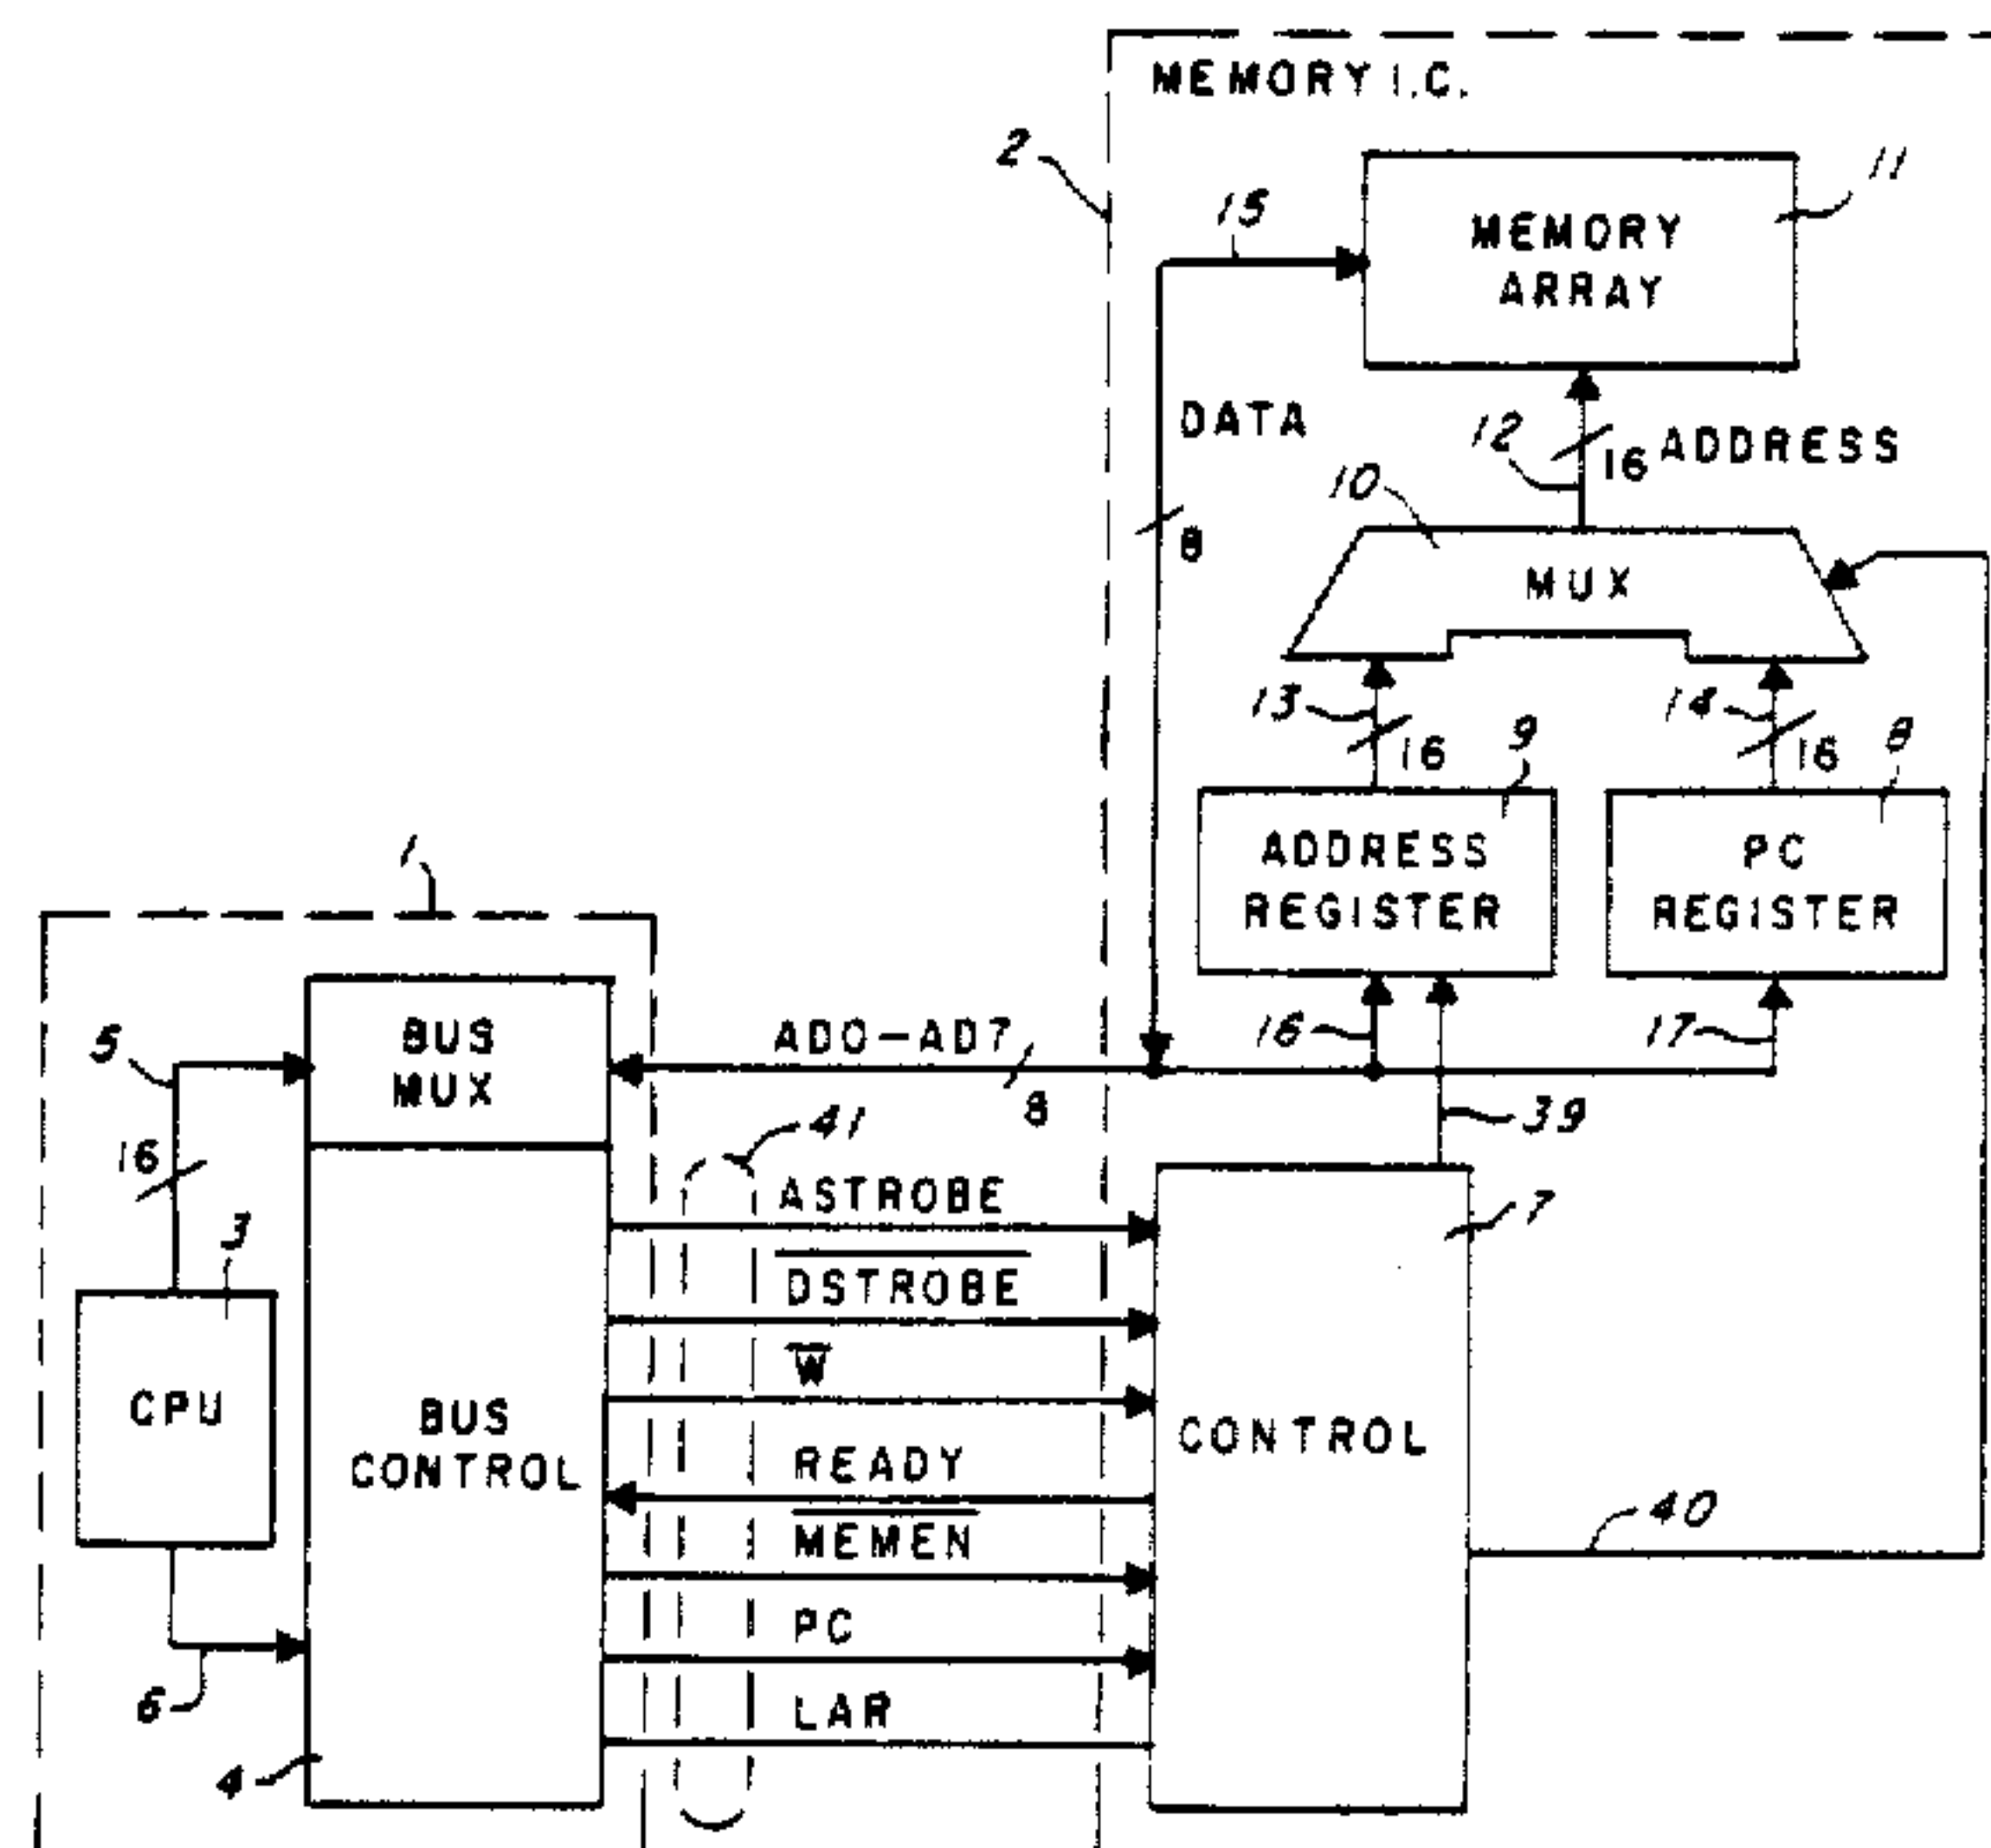 MEMORY I.C.
2
11
15
MEMORY
ARRAY
DATA
12
16 ADDRESS
10
8
MUX
13
14
16
16
9
8
ADDRESS
REGISTER
PC
REGISTER
1
5
BUS
MUX
AD0-AD7
8
16
17
39
41
16
3
ASTROBE
7
DSTROBE
W
CPU
BUS
CONTROL
READY
CONTROL
MEMEN
40
PC
6
LAR
4